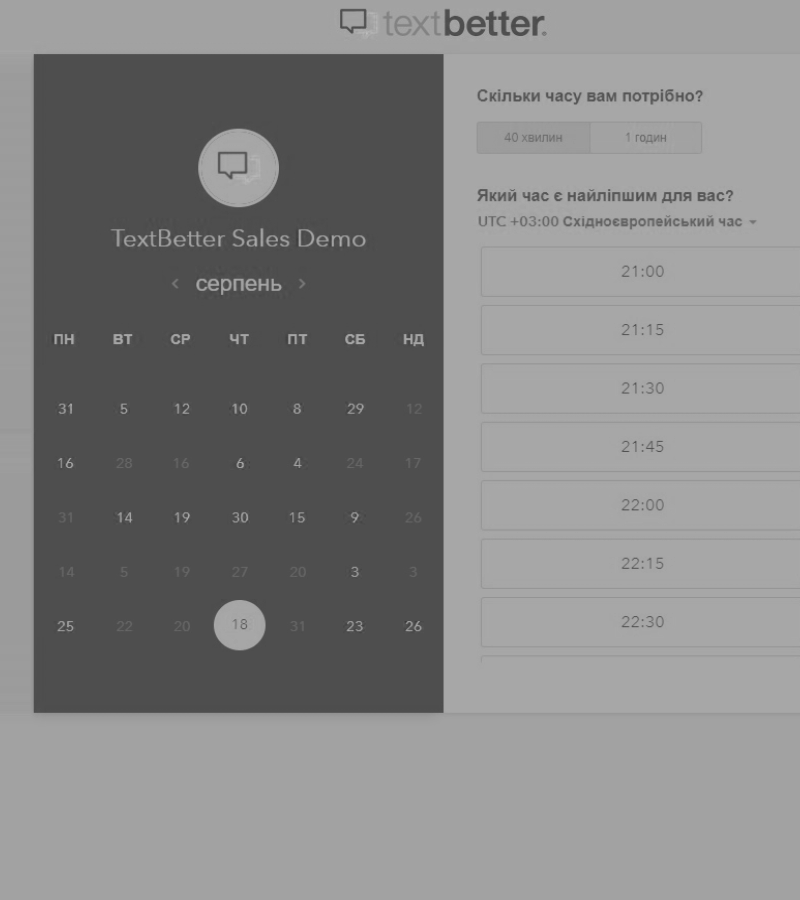 textbetter.
TextBetter Sales Demo
серпень
ПН ВТ СР ЧТ ПТ СБ НД
31 5 12 10 8 29 12
16 28 16 6 4 24 17
31 14 19 30 15 9 26
14 5 19 27 20 3 3
25 22 20 18 31 23 26
Скільки часу вам потрібно?
40 хвилин 1 годин
Який час є найліпшим для вас?
UTC +03:00 Східноєвропейський час
21:00
21:15
21:30
21:45
22:00
22:15
22:30